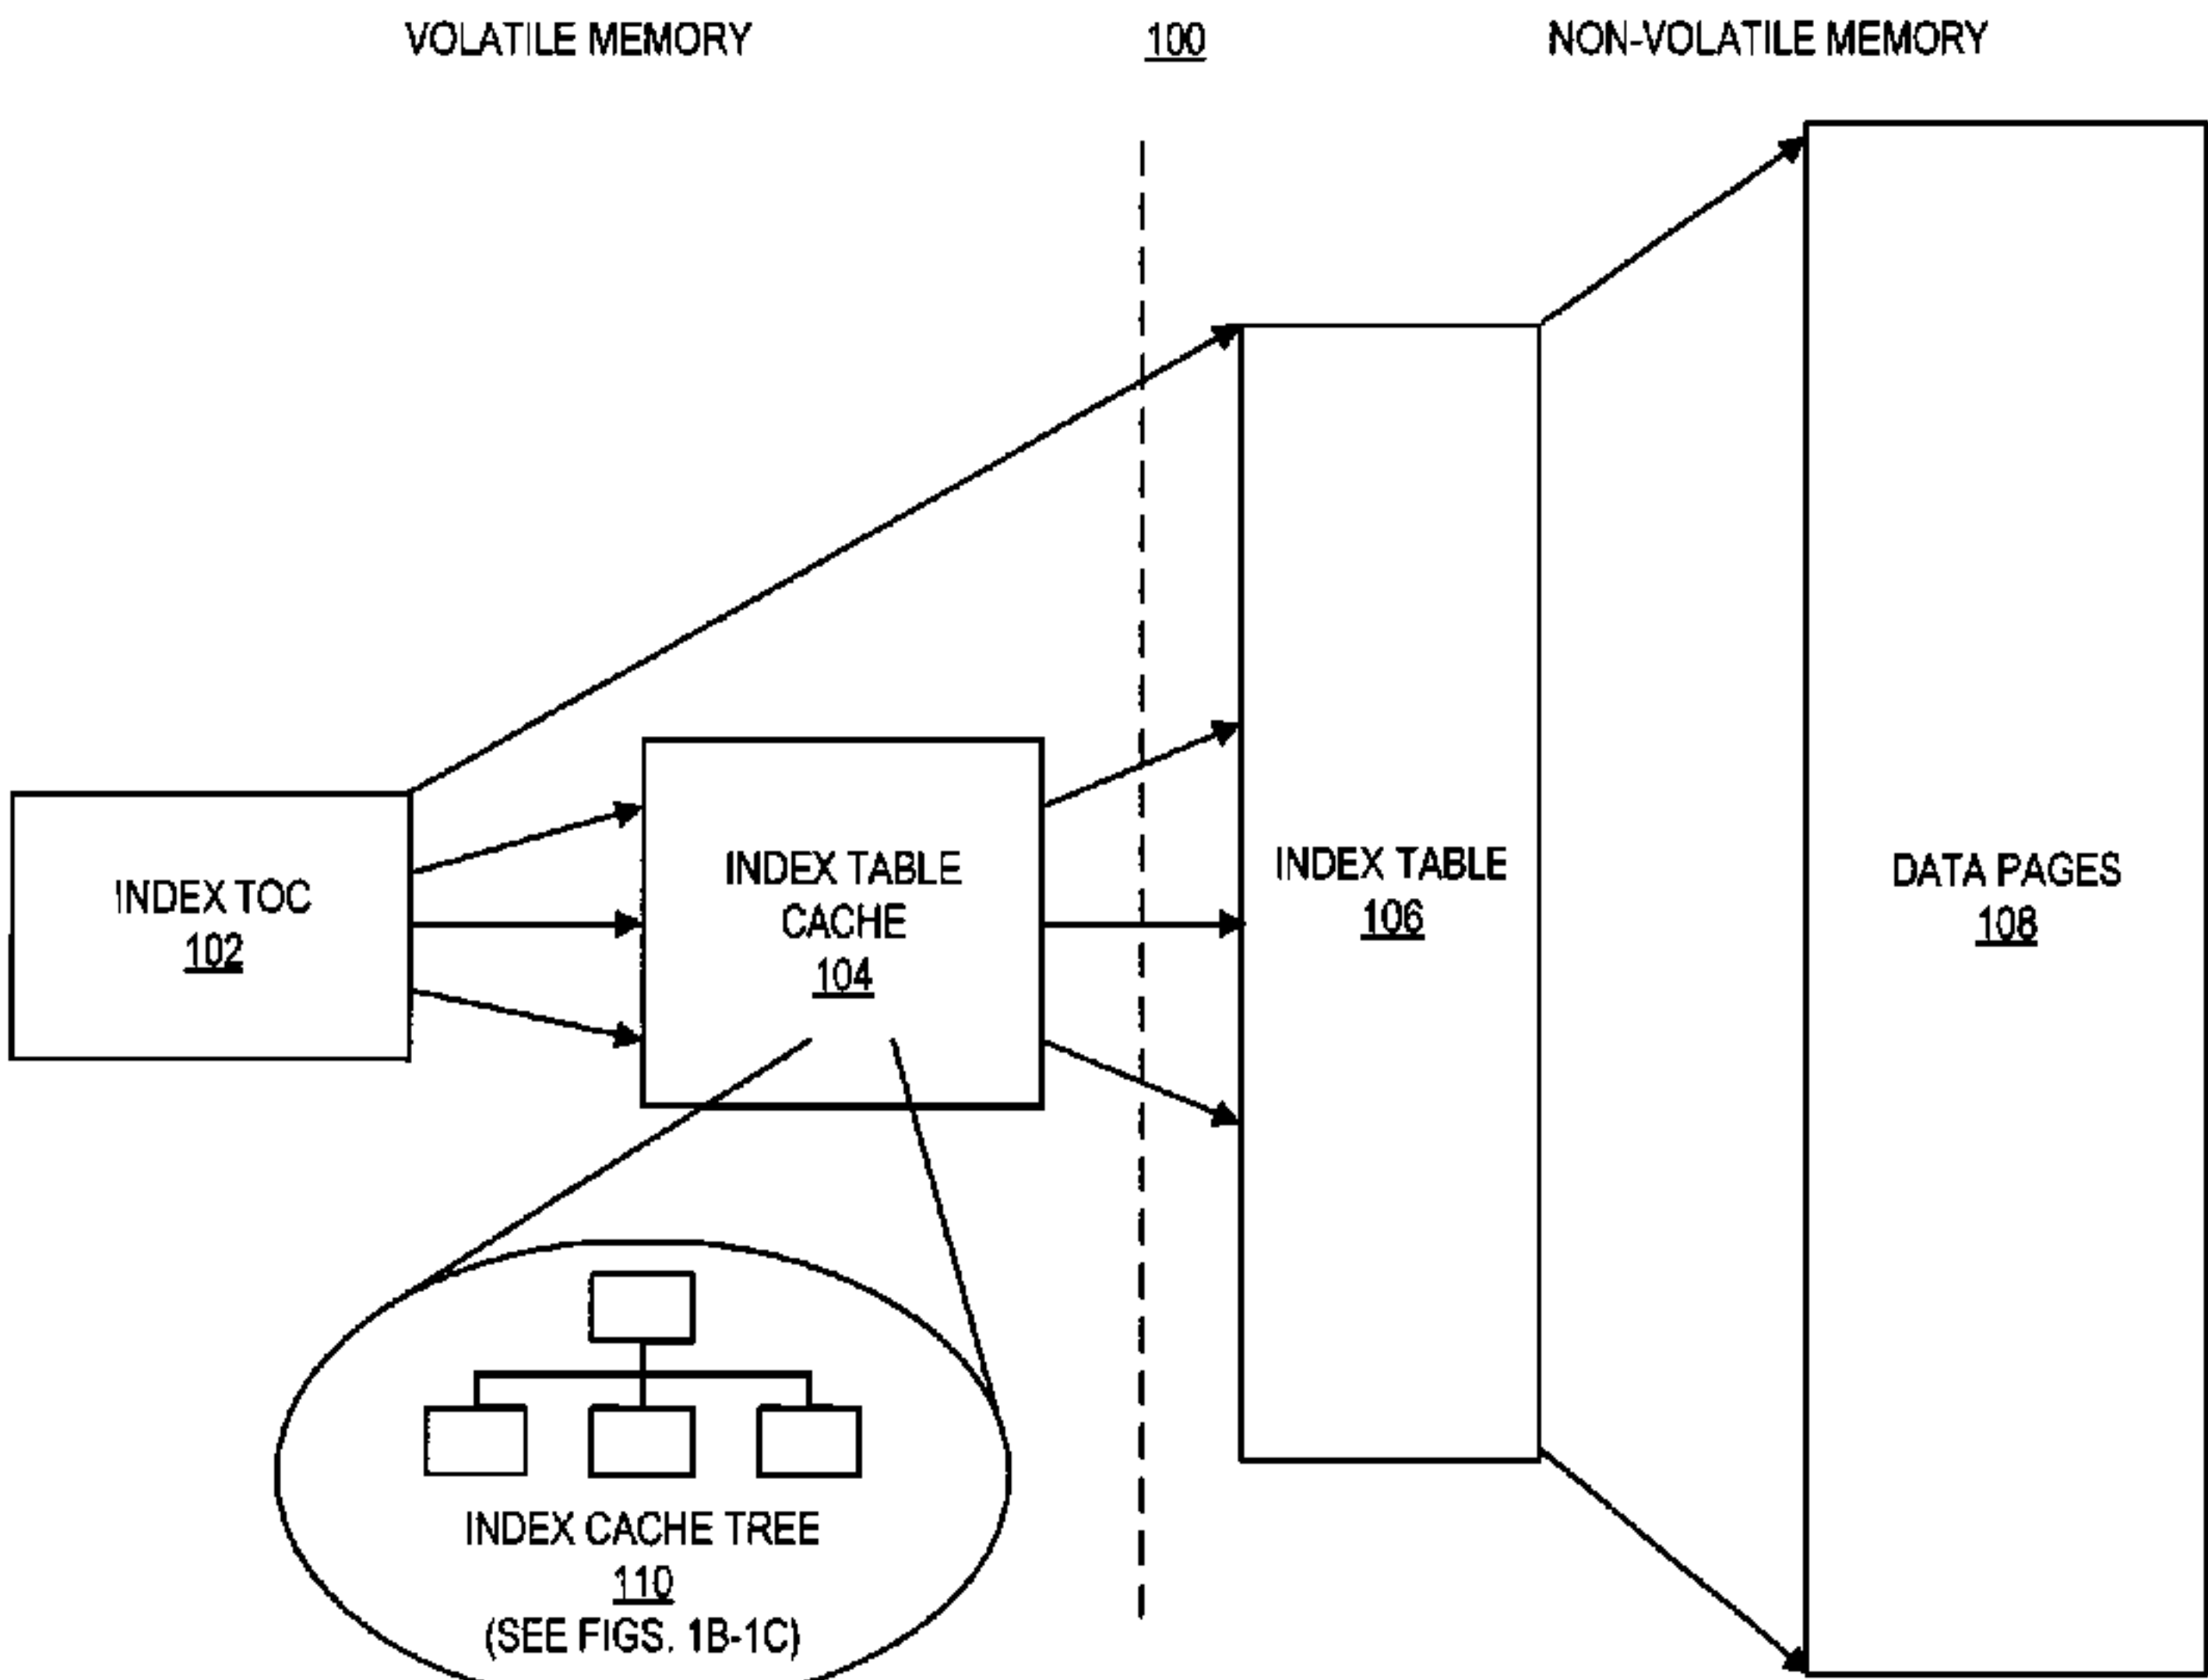 VOLATILE MEMORY
100
NON-VOLATILE MEMORY
INDEX TOC
102
INDEX TABLE
CACHE
104
INDEX TABLE
106
DATA PAGES
108
INDEX CACHE TREE
110
(SEE FIGS. 1B-1C)